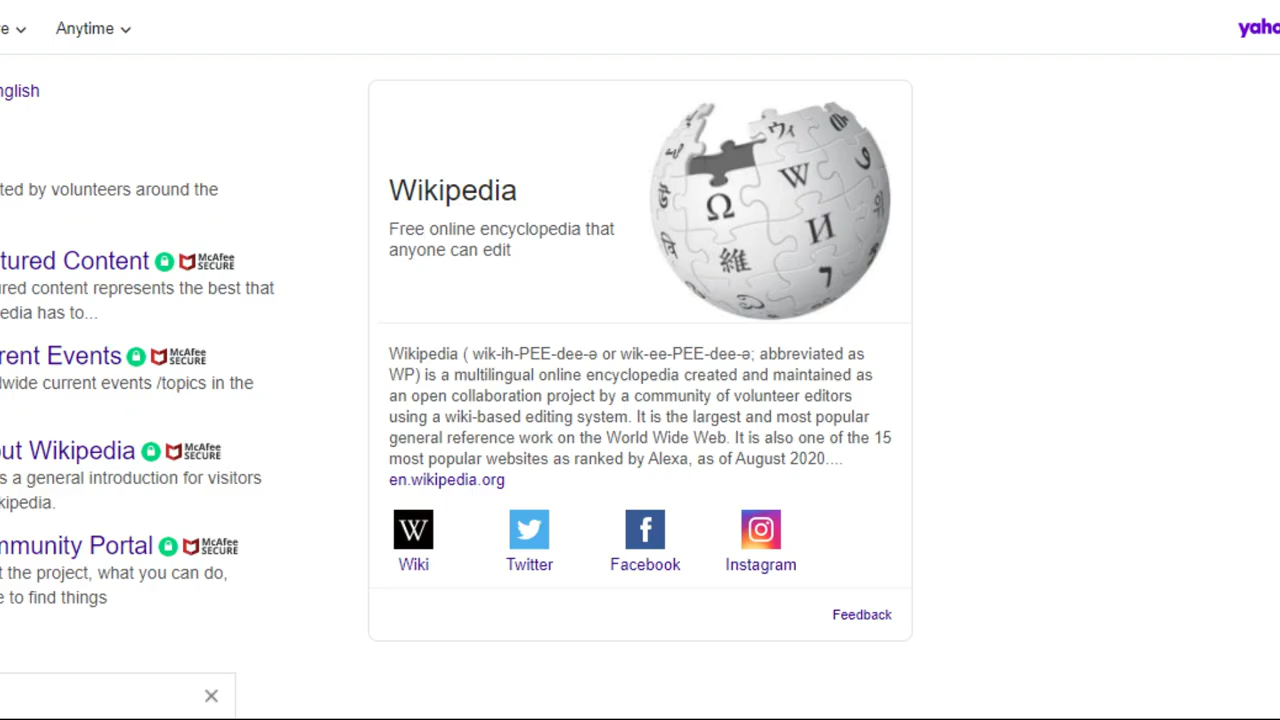 e
Anytime
yaho
nglish
ted by volunteers around the
tured Content
McAfee
SECURE
red content represents the best that
edia has to...
rent Events
McAfee
SECURE
wide current events /topics in the
ut Wikipedia
McAfee
SECURE
s a general introduction for visitors
kipedia.
mmunity Portal
McAfee
SECURE
t the project, what you can do,
e to find things
Wikipedia
Free online encyclopedia that
anyone can edit
ウィ
W
Ω
И
維
Wikipedia ( wik-ih-PEE-dee-ə or wik-ee-PEE-dee-ə; abbreviated as
WP) is a multilingual online encyclopedia created and maintained as
an open collaboration project by a community of volunteer editors
using a wiki-based editing system. It is the largest and most popular
general reference work on the World Wide Web. It is also one of the 15
most popular websites as ranked by Alexa, as of August 2020....
en.wikipedia.org
W
Wiki
Twitter
Facebook
Instagram
Feedback